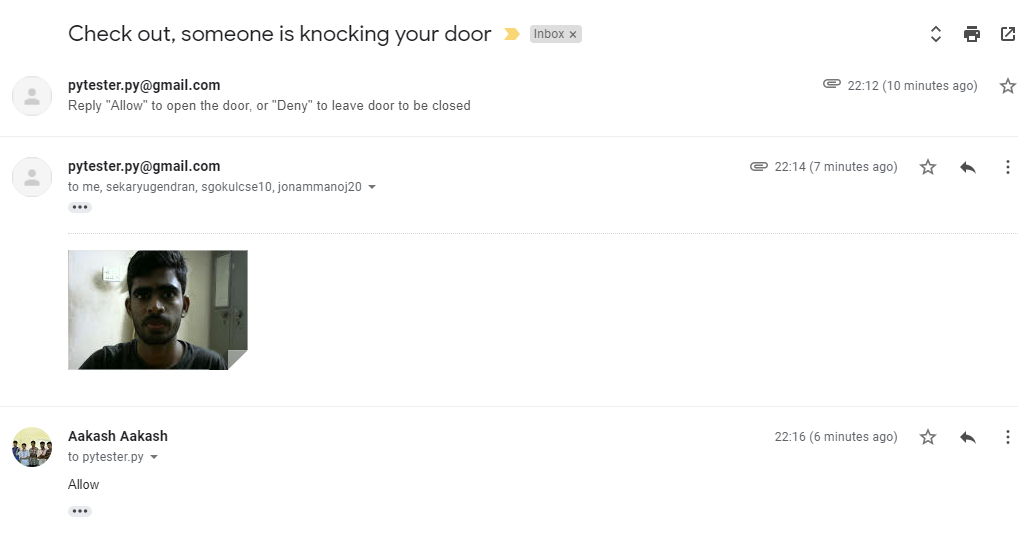 Check out, someone is knocking your door Inbox ×
pytester.py@gmail.com 22:12 (10 minutes ago)
Reply "Allow" to open the door, or "Deny" to leave door to be closed
pytester.py@gmail.com 22:14 (7 minutes ago)
to me, sekaryugendran, sgokulcse10, jonammanoj20
Aakash Aakash 22:16 (6 minutes ago)
to pytester.py
Allow